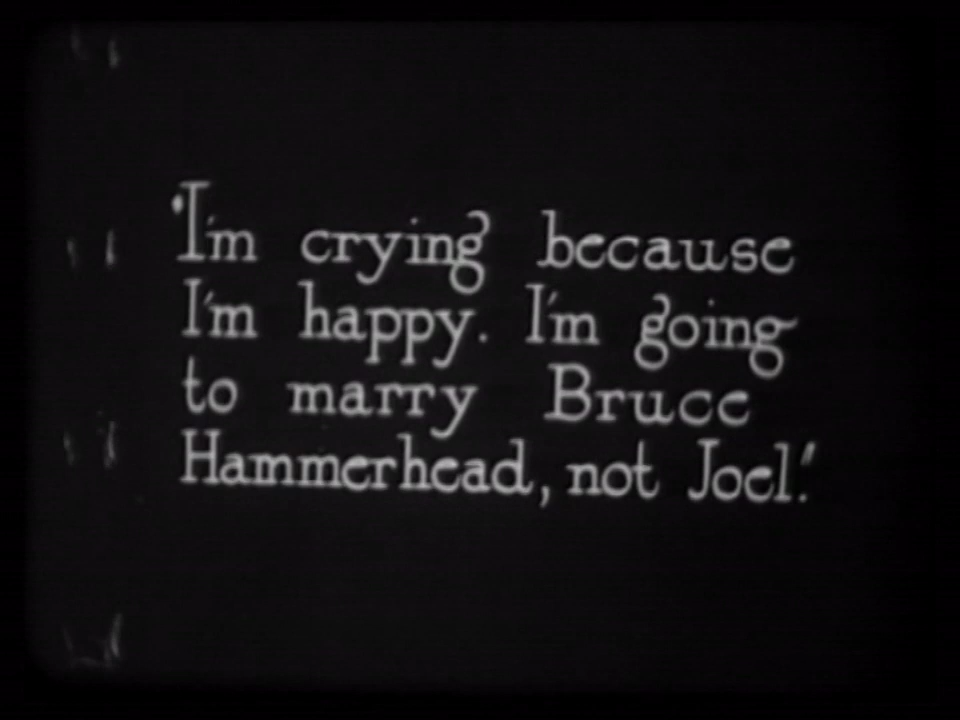 "I'm crying because
I'm happy. I'm going
to marry Bruce
Hammerhead, not Joel."